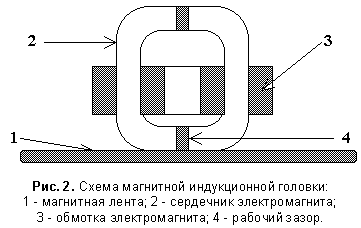 2
3
1
4
Рис. 2. Схема магнитной индукционной головки:
1 - магнитная лента; 2 - сердечник электромагнита;
3 - обмотка электромагнита; 4 - рабочий зазор.